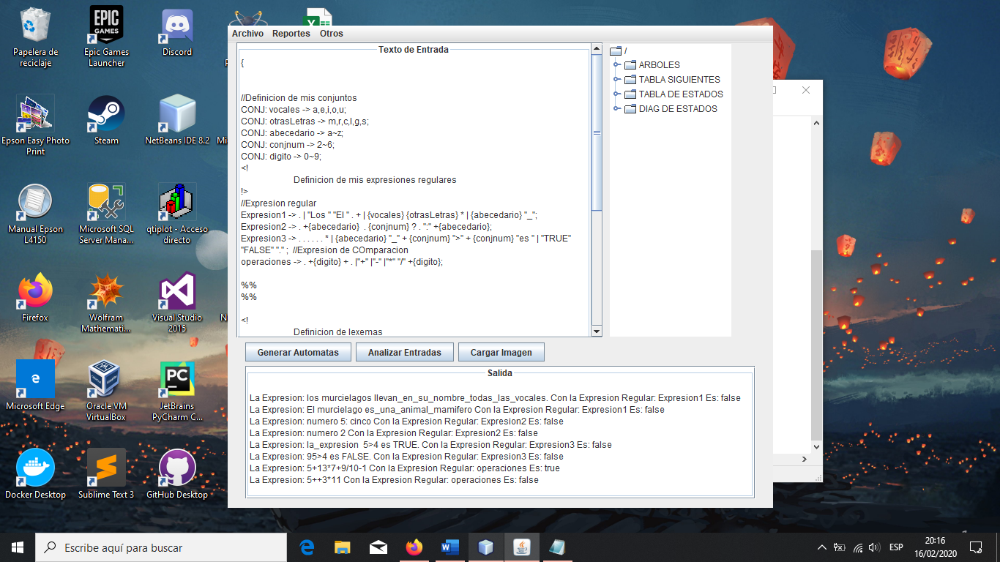 Papelera de
reciclaje
EPIC
GAMES
Epic Games
Launcher
Discord
Epson Easy Photo
Print
Steam
NetBeans IDE 8.2
Manual Epson
L4150
Microsoft SQL
Server Mana...
qtiplot - Acceso
directo
Firefox
Wolfram
Mathemati...
Visual Studio
2015
Microsoft Edge
Oracle VM
VirtualBox
PC
JetBrains
PyCharm C...
Docker Desktop
Sublime Text 3
GitHub Desktop
Archivo Reportes Otros
Texto de Entrada
{
//Definicion de mis conjuntos
CONJ: vocales -> a,e,i,o,u;
CONJ: otrasLetras -> m,r,c,l,g,s;
CONJ: abecedario -> a~z;
CONJ: conjnum -> 2~6;
CONJ: digito -> 0~9;
<!
Definicion de mis expresiones regulares
!>
//Expresion regular
Expresion1 -> . | "Los " "El " . + | {vocales} {otrasLetras} * | {abecedario} "_";
Expresion2 -> . +{abecedario} . {conjnum} ? . ":" +{abecedario};
Expresion3 -> . . . . . . * | {abecedario} "_" + {conjnum} ">" + {conjnum} "es " | "TRUE"
"FALSE" "." ; //Expresion de COmparacion
operaciones -> . +{digito} + . |"+" |"-" |"*" "/" +{digito};
%%
%%
<!
Definicion de lexemas
/
ARBOLES
TABLA SIGUIENTES
TABLA DE ESTADOS
DIAG DE ESTADOS
Generar Automatas Analizar Entradas Cargar Imagen
Salida
La Expresion: los murcielagos llevan_en_su_nombre_todas_las_vocales. Con la Expresion Regular: Expresion1 Es: false
La Expresion: El murcielago es_una_animal_mamifero Con la Expresion Regular: Expresion1 Es: false
La Expresion: numero 5: cinco Con la Expresion Regular: Expresion2 Es: false
La Expresion: numero 2 Con la Expresion Regular: Expresion2 Es: false
La Expresion: la_expresion  5>4 es TRUE. Con la Expresion Regular: Expresion3 Es: false
La Expresion: 95>4 es FALSE. Con la Expresion Regular: Expresion3 Es: false
La Expresion: 5+13*7+9/10-1 Con la Expresion Regular: operaciones Es: true
La Expresion: 5++3*11 Con la Expresion Regular: operaciones Es: false
Escribe aquí para buscar
ESP
20:16
16/02/2020